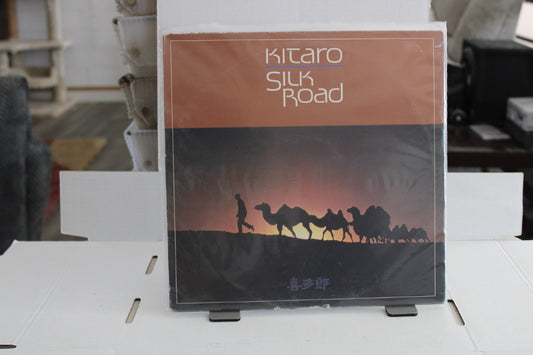 Kitaro
Silk
Road
喜多郎